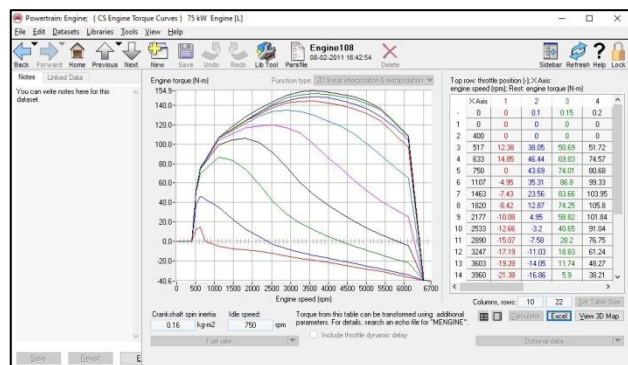 Powertrain: Engine; { CS Engine Torque Curves } 75 kW Engine [L]
File Edit Datasets Libraries Tools View Help
Back Forward Home Previous Next New Save Undo Redo Lib Tool Parsfile Engine108 08-02-2011 16:42:54 Delete Sidebar Refresh Help Lock
Notes Linked Data
You can write notes here for this
dataset.
Save Revert E
Engine torque (N-m) Function type: 2D linear interpolation & extrapolation
154.9
140.0
120.0
100.0
80.0
60.0
40.0
20.0
0.0
-20.0
-40.6
0 500 1000 1500 2000 2500 3000 3500 4000 4500 5000 5500 6000 6700
Engine speed (rpm)
Crankshaft spin inertia Idle speed:
0.16 kg-m2 750 rpm
Torque from this table can be transformed using additional
parameters. For details, search an echo file for "MENGINE".
Fuel rate: Include throttle dynamic delay
Top row: throttle position (-); X Axis:
engine speed (rpm); Rest: engine torque (N-m)
X Axis 1 2 3 4
- 0 0 0.1 0.15 0.2
1 0 0 0 0 0
2 400 0 0 0 0
3 517 12.38 38.05 50.69 51.72
4 633 14.85 46.44 69.83 74.57
5 750 0 43.69 74.01 80.68
6 1107 -4.95 35.31 86.8 99.33
7 1463 -7.43 23.56 83.66 103.95
8 1820 -8.42 12.87 74.25 105.8
9 2177 -10.08 4.95 58.82 101.84
10 2533 -12.66 -3.2 40.65 91.04
11 2890 -15.07 -7.58 28.2 76.75
12 3247 -17.19 -11.03 18.83 61.24
13 3603 -19.28 -14.05 11.74 48.27
14 3960 -21.38 -16.86 5.9 38.21
Columns, rows: 10 22 Set Table Size
Calculator Excel View 3D Map
Optional data